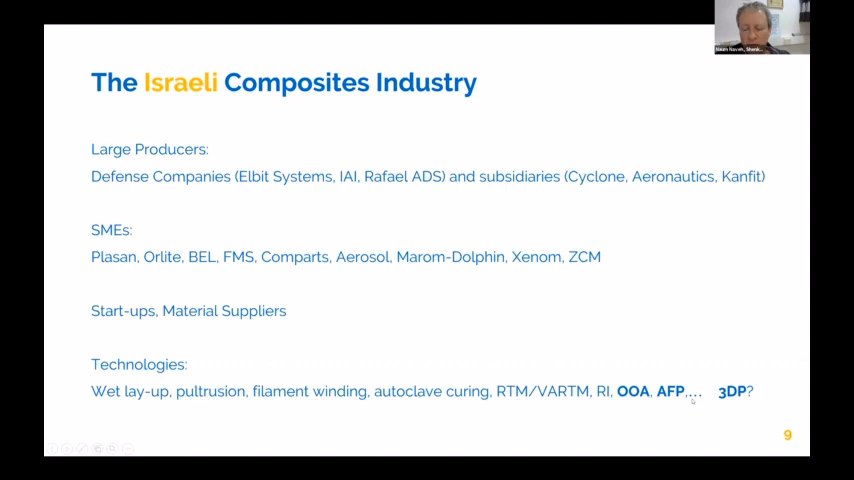 The Israeli Composites Industry
Large Producers:
Defense Companies (Elbit Systems, IAI, Rafael ADS) and subsidiaries (Cyclone, Aeronautics, Kanfit)
SMEs:
Plasan, Orlite, BEL, FMS, Comparts, Aerosol, Marom-Dolphin, Xenom, ZCM
Start-ups, Material Suppliers
Technologies:
Wet lay-up, pultrusion, filament winding, autoclave curing, RTM/VARTM, RI, OOA, AFP,... 3DP?
9